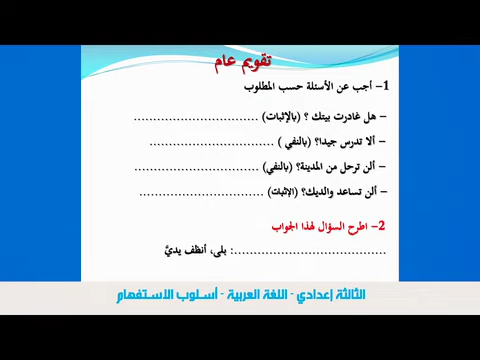 تقويم عام
1- أجب عن الأسئلة حسب المطلوب
- هل غادرت بيتك ؟ (بالإثبات) ................................
- ألا تدرس جيدا؟ (بالنفي ) ................................
- ألن ترحل من المدينة؟ (بالنفي) ................................
- ألن تساعد والديك؟ (الإثبات) ................................
2- اطرح السؤال لهذا الجواب
........................................: بلى، أنظف يديَّ
الثالثة إعدادي - اللغة العربية - أسلوب الاستفهام